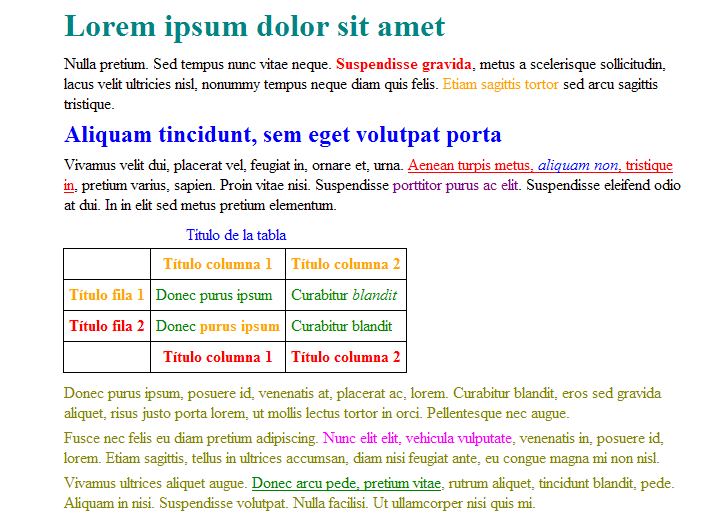 Lorem ipsum dolor sit amet
Nulla pretium. Sed tempus nunc vitae neque. Suspendisse gravida, metus a scelerisque sollicitudin,
lacus velit ultricies nisl, nonummy tempus neque diam quis felis. Etiam sagittis tortor sed arcu sagittis
tristique.
Aliquam tincidunt, sem eget volutpat porta
Vivamus velit dui, placerat vel, feugiat in, ornare et, urna. Aenean turpis metus, aliquam non, tristique
in, pretium varius, sapien. Proin vitae nisi. Suspendisse porttitor purus ac elit. Suspendisse eleifend odio
at dui. In in elit sed metus pretium elementum.
Titulo de la tabla
Título columna 1 Título columna 2
Título fila 1 Donec purus ipsum Curabitur blandit
Título fila 2 Donec purus ipsum Curabitur blandit
Título columna 1 Título columna 2
Donec purus ipsum, posuere id, venenatis at, placerat ac, lorem. Curabitur blandit, eros sed gravida
aliquet, risus justo porta lorem, ut mollis lectus tortor in orci. Pellentesque nec augue.
Fusce nec felis eu diam pretium adipiscing. Nunc elit elit, vehicula vulputate, venenatis in, posuere id,
lorem. Etiam sagittis, tellus in ultrices accumsan, diam nisi feugiat ante, eu congue magna mi non nisl.
Vivamus ultrices aliquet augue. Donec arcu pede, pretium vitae, rutrum aliquet, tincidunt blandit, pede.
Aliquam in nisi. Suspendisse volutpat. Nulla facilisi. Ut ullamcorper nisi quis mi.